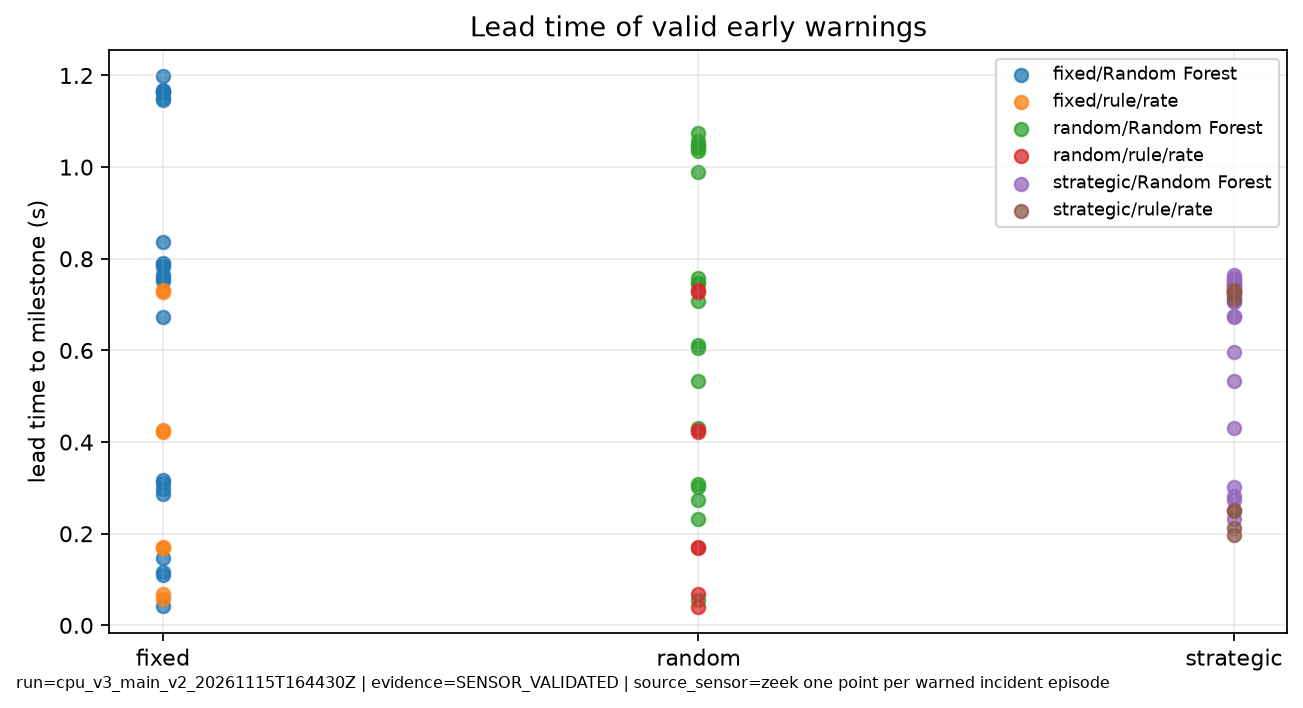 Lead time of valid early warnings
lead time to milestone (s)
1.2
1.0
0.8
0.6
0.4
0.2
0.0
fixed/Random Forest
fixed/rule/rate
random/Random Forest
random/rule/rate
strategic/Random Forest
strategic/rule/rate
fixed
random
strategic
run=cpu_v3_main_v2_20261115T164430Z | evidence=SENSOR_VALIDATED | source_sensor=zeek one point per warned incident episode